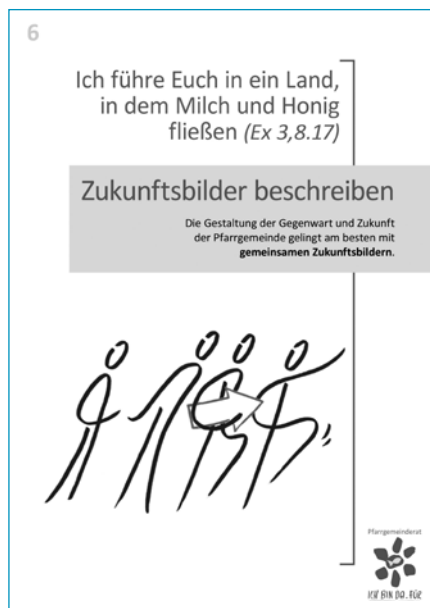 6
Ich führe Euch in ein Land,
in dem Milch und Honig
fließen (Ex 3,8.17)
Zukunftsbilder beschreiben
Die Gestaltung der Gegenwart und Zukunft
der Pfarrgemeinde gelingt am besten mit
gemeinsamen Zukunftsbildern.
Pfarrgemeinderat
ICH BIN DA. FÜR